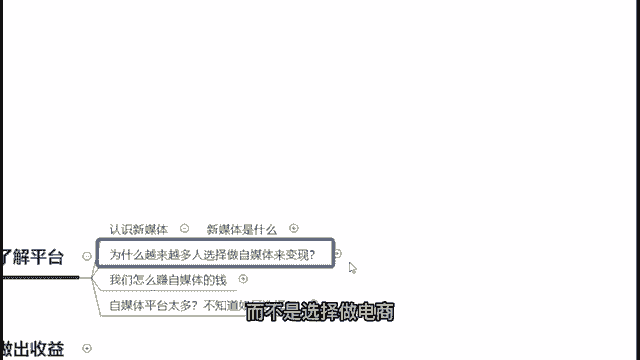 认识新媒体 新媒体是什么
了解平台
为什么越来越多人选择做自媒体来变现?
我们怎么赚自媒体的钱
自媒体平台太多? 不知道如
而不是选择做电商
做出收益